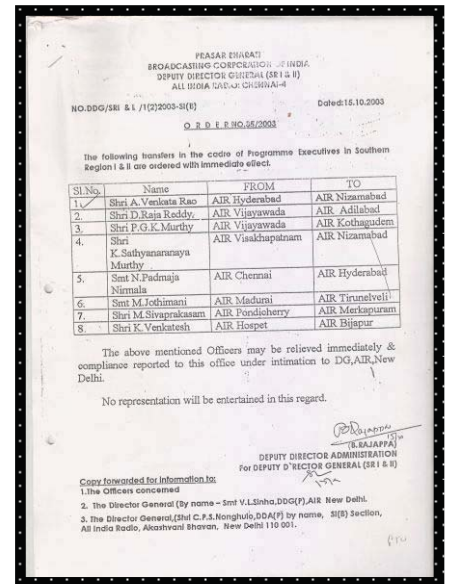 PRASAR BHARATI
BROADCASTING CORPORATION OF INDIA
DEPUTY DIRECTOR GENERAL (SR I & II)
ALL INDIA RADIO: CHENNAI-4
NO.DDG/SRI & I. /1(2)2003-SI(B) Dated:15.10.2003
O R D E R NO.35/2003
The following transfers in the cadre of Programme Executives in Southern
Region I & II are ordered with immediate effect.
Sl.No. Name FROM TO
1. Shri A.Venkata Rao AIR Hyderabad AIR Nizamabad
2. Shri D.Raja Reddy, AIR Vijayawada AIR Adilabad
3. Shri P.G.K.Murthy AIR Vijayawada AIR Kothagudem
4. Shri AIR Visakhapatnam AIR Nizamabad
K.Sathyanarayana
Murthy
5. Smt N.Padmaja AIR Chennai AIR Hyderabad
Nirmala
6. Smt M.Jothimani AIR Madurai AIR Tirunelveli
7. Shri M.Sivaprakasam AIR Pondicherry AIR Merkapuram
8. Shri K.Venkatesh AIR Hospet AIR Bijapur
The above mentioned Officers may be relieved immediately &
compliance reported to this office under intimation to DG,AIR,New
Delhi.
No representation will be entertained in this regard.
(B.RAJAPPA)
DEPUTY DIRECTOR ADMINISTRATION
For DEPUTY D'RECTOR GENERAL (SR I & II)
Copy forwarded for information to:
1.The Officers concerned
2. The Director General (By name – Smt V.L.Sinha,DDG(P),AIR New Delhi.
3. The Director General,(Shri C.P.S.Nonghulo,DDA(P) by name, SI(B) Section,
All India Radio, Akashvani Bhavan, New Delhi 110 001.